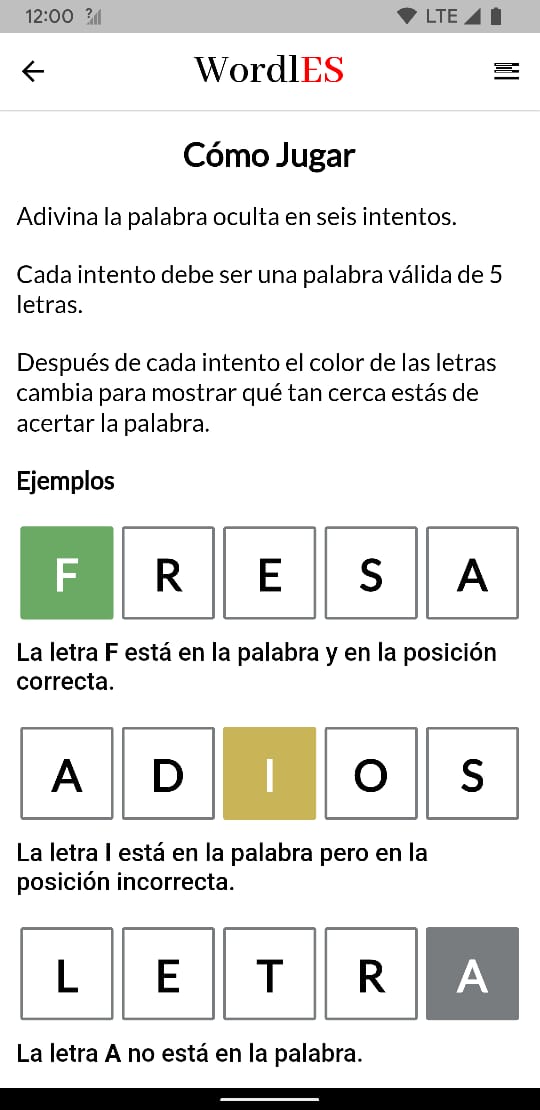 12:00 ? LTE
WordlES
Cómo Jugar
Adivina la palabra oculta en seis intentos.
Cada intento debe ser una palabra válida de 5
letras.
Después de cada intento el color de las letras
cambia para mostrar qué tan cerca estás de
acertar la palabra.
Ejemplos
F R E S A
La letra F está en la palabra y en la posición
correcta.
A D I O S
La letra I está en la palabra pero en la
posición incorrecta.
L E T R A
La letra A no está en la palabra.